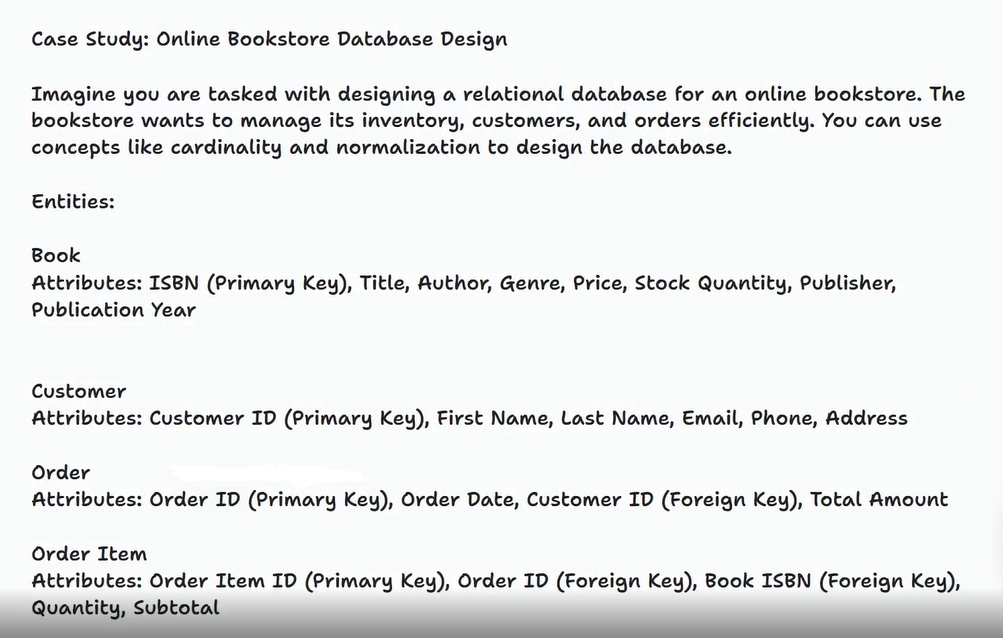 Case Study: Online Bookstore Database Design
Imagine you are tasked with designing a relational database for an online bookstore. The
bookstore wants to manage its inventory, customers, and orders efficiently. You can use
concepts like cardinality and normalization to design the database.
Entities:
Book
Attributes: ISBN (Primary Key), Title, Author, Genre, Price, Stock Quantity, Publisher,
Publication Year
Customer
Attributes: Customer ID (Primary Key), First Name, Last Name, Email, Phone, Address
Order
Attributes: Order ID (Primary Key), Order Date, Customer ID (Foreign Key), Total Amount
Order Item
Attributes: Order Item ID (Primary Key), Order ID (Foreign Key), Book ISBN (Foreign Key),
Quantity, Subtotal